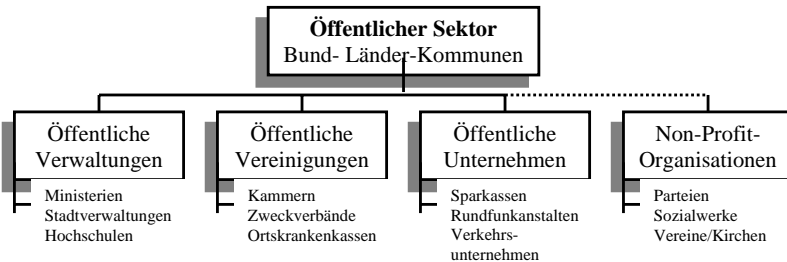 Öffentlicher Sektor
Bund- Länder-Kommunen
Öffentliche
Verwaltungen
Ministerien
Stadtverwaltungen
Hochschulen
Öffentliche
Vereinigungen
Kammern
Zweckverbände
Ortskrankenkassen
Öffentliche
Unternehmen
Sparkassen
Rundfunkanstalten
Verkehrs-
unternehmen
Non-Profit-
Organisationen
Parteien
Sozialwerke
Vereine/Kirchen